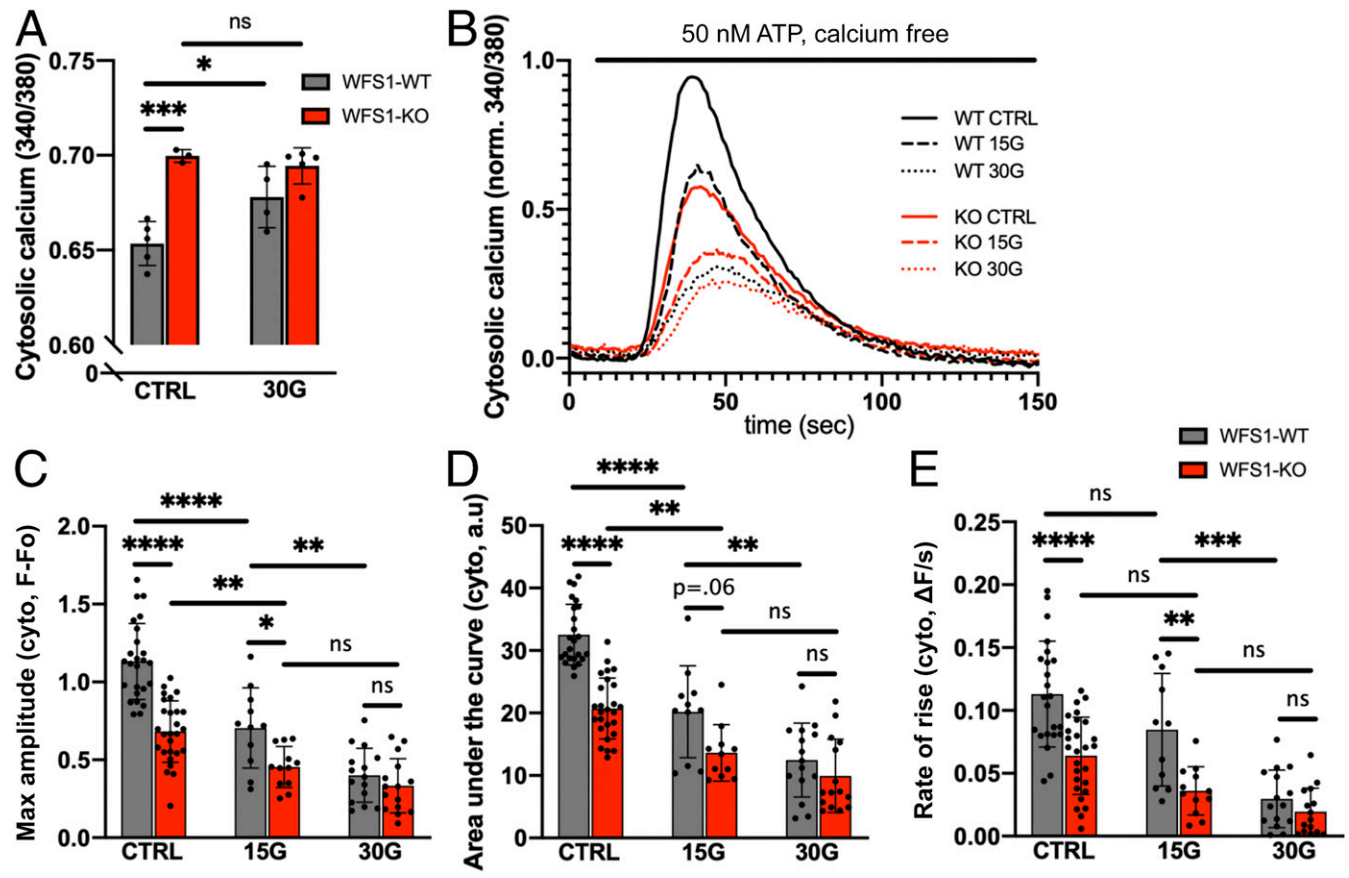 A
ns
*
***
0.75
0.70
0.65
0.60
0
Cytosolic calcium (340/380)
WFS1-WT
WFS1-KO
CTRL
30G
B
50 nM ATP, calcium free
Cytosolic calcium (norm. 340/380)
1.0
0.5
0.0
WT CTRL
WT 15G
WT 30G
KO CTRL
KO 15G
KO 30G
0
50
100
150
time (sec)
WFS1-WT
WFS1-KO
C
****
****
**
**
*
ns
ns
Max amplitude (cyto, F-Fo)
2.0
1.5
1.0
0.5
0.0
CTRL
15G
30G
D
****
**
****
**
p=.06
ns
ns
Area under the curve (cyto, a.u)
50
40
30
20
10
0
CTRL
15G
30G
E
ns
****
***
ns
**
ns
ns
Rate of rise (cyto, ΔF/s)
0.25
0.20
0.15
0.10
0.05
0.00
CTRL
15G
30G